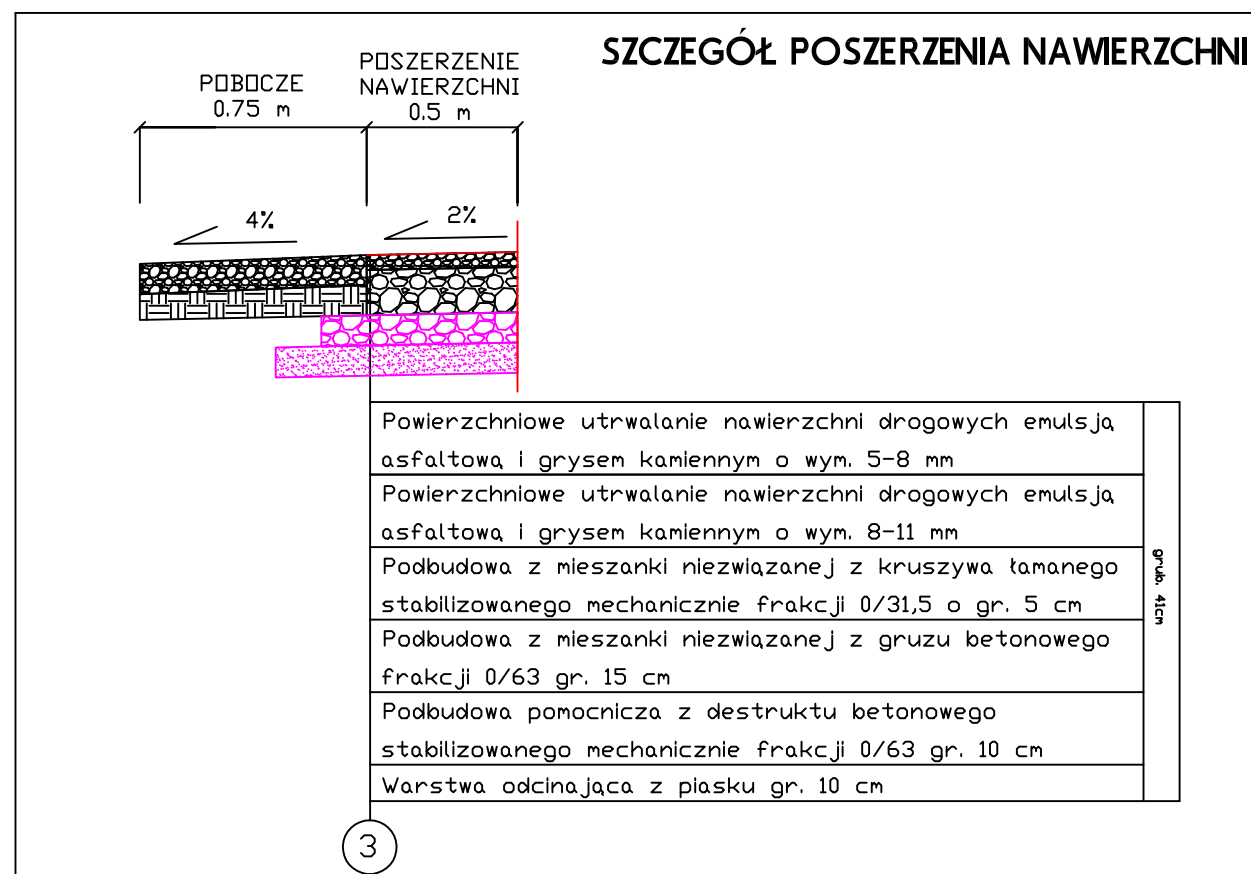 SZCZEGÓŁ POSZERZENIA NAWIERZCHNI
POBOCZE
0.75 m
POSZERZENIE
NAWIERZCHNI
0.5 m
4%
2%
Powierzchniowe utrwalanie nawierzchni drogowych emulsją
asfaltową i grysem kamiennym o wym. 5-8 mm
Powierzchniowe utrwalanie nawierzchni drogowych emulsją
asfaltową i grysem kamiennym o wym. 8-11 mm
Podbudowa z mieszanki niezwiązanej z kruszywa łamanego
stabilizowanego mechanicznie frakcji 0/31,5 o gr. 5 cm
Podbudowa z mieszanki niezwiązanej z gruzu betonowego
frakcji 0/63 gr. 15 cm
Podbudowa pomocnicza z destruktu betonowego
stabilizowanego mechanicznie frakcji 0/63 gr. 10 cm
Warstwa odcinająca z piasku gr. 10 cm
grub. 41cm
3